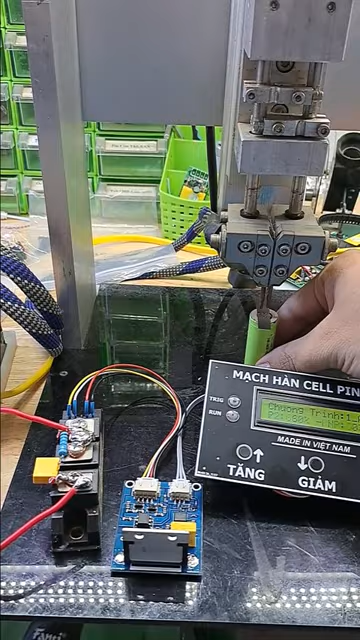 MẠCH HÀN CELL PIN
TRIG
RUN
Chuong Trinh:
MADE IN VIỆT NAM
TĂNG
GIẢM